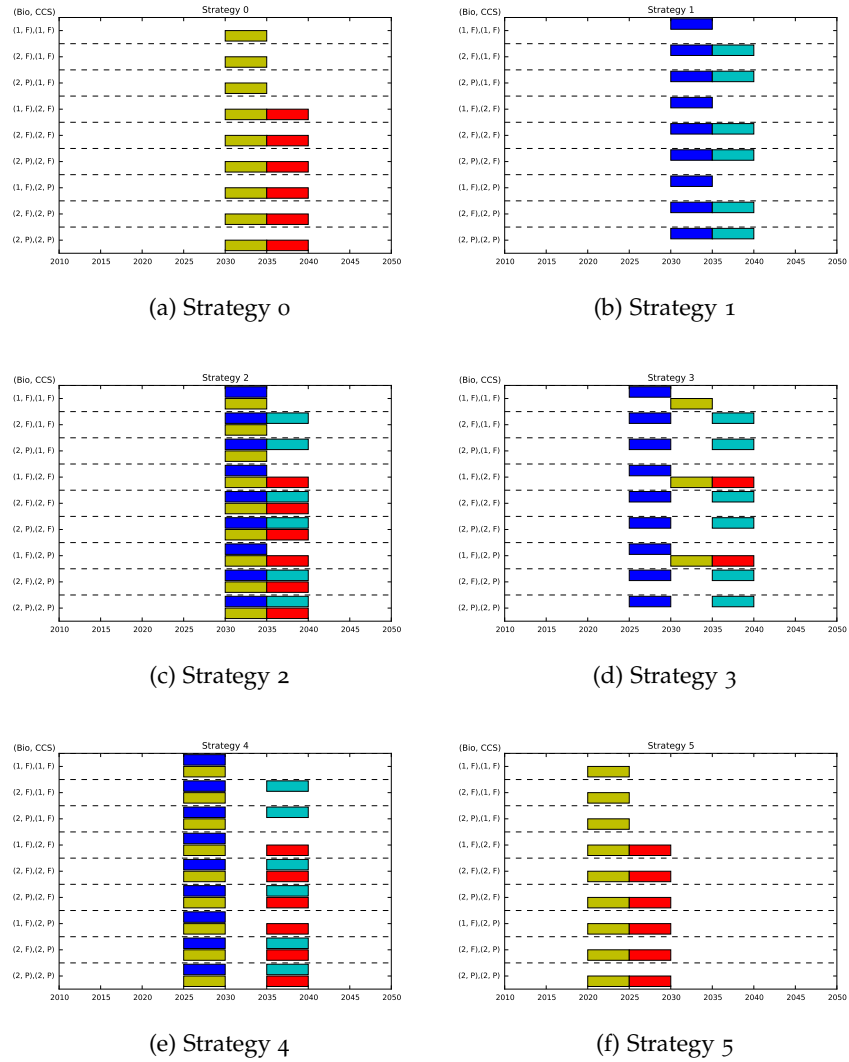 Strategy 0
(Bio, CCS)
(1, F),(1, F)
(2, F),(1, F)
(2, P),(1, F)
(1, F),(2, F)
(2, F),(2, F)
(2, P),(2, F)
(1, F),(2, P)
(2, F),(2, P)
(2, P),(2, P)
2010 2015 2020 2025 2030 2035 2040 2045 2050
(a) Strategy 0
Strategy 1
(Bio, CCS)
(1, F),(1, F)
(2, F),(1, F)
(2, P),(1, F)
(1, F),(2, F)
(2, F),(2, F)
(2, P),(2, F)
(1, F),(2, P)
(2, F),(2, P)
(2, P),(2, P)
2010 2015 2020 2025 2030 2035 2040 2045 2050
(b) Strategy 1
Strategy 2
(Bio, CCS)
(1, F),(1, F)
(2, F),(1, F)
(2, P),(1, F)
(1, F),(2, F)
(2, F),(2, F)
(2, P),(2, F)
(1, F),(2, P)
(2, F),(2, P)
(2, P),(2, P)
2010 2015 2020 2025 2030 2035 2040 2045 2050
(c) Strategy 2
Strategy 3
(Bio, CCS)
(1, F),(1, F)
(2, F),(1, F)
(2, P),(1, F)
(1, F),(2, F)
(2, F),(2, F)
(2, P),(2, F)
(1, F),(2, P)
(2, F),(2, P)
(2, P),(2, P)
2010 2015 2020 2025 2030 2035 2040 2045 2050
(d) Strategy 3
Strategy 4
(Bio, CCS)
(1, F),(1, F)
(2, F),(1, F)
(2, P),(1, F)
(1, F),(2, F)
(2, F),(2, F)
(2, P),(2, F)
(1, F),(2, P)
(2, F),(2, P)
(2, P),(2, P)
2010 2015 2020 2025 2030 2035 2040 2045 2050
(e) Strategy 4
Strategy 5
(Bio, CCS)
(1, F),(1, F)
(2, F),(1, F)
(2, P),(1, F)
(1, F),(2, F)
(2, F),(2, F)
(2, P),(2, F)
(1, F),(2, P)
(2, F),(2, P)
(2, P),(2, P)
2010 2015 2020 2025 2030 2035 2040 2045 2050
(f) Strategy 5